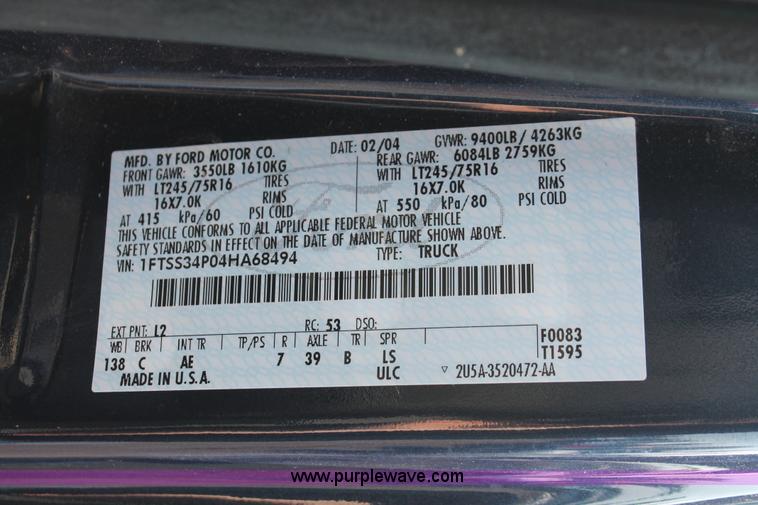 MFD. BY FORD MOTOR CO. DATE: 02/04 GVWR: 9400LB/ 4263KG
FRONT GAWR: 3550LB 1610KG REAR GAWR: 6084LB 2759KG
WITH LT245/75R16 TIRES WITH LT245/75R16 TIRES
16X7.0K RIMS 16X7.0K RIMS
AT 415 kPa/60 PSI COLD AT 550 kPa/80 PSI COLD
THIS VEHICLE CONFORMS TO ALL APPLICABLE FEDERAL MOTOR VEHICLE
SAFETY STANDARDS IN EFFECT ON THE DATE OF MANUFACTURE SHOWN ABOVE.
VIN: 1FTSS34P04HA68494 TYPE: TRUCK
EXT PNT: L2 RC: 53 DSO:
WB BRK INT TR TP/PS R AXLE TR SPR F0083
138 C AE 7 39 B LS T1595
MADE IN U.S.A. ULC ▽ 2U5A-3520472-AA
www.purplewave.com